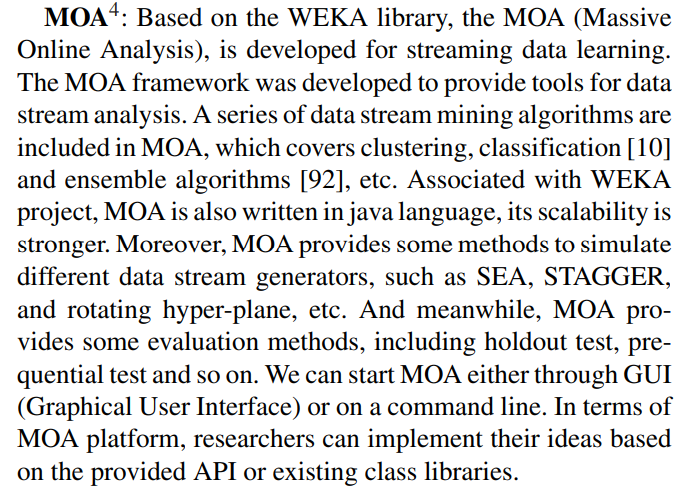 MOA⁴: Based on the WEKA library, the MOA (Massive
Online Analysis), is developed for streaming data learning.
The MOA framework was developed to provide tools for data
stream analysis. A series of data stream mining algorithms are
included in MOA, which covers clustering, classification [10]
and ensemble algorithms [92], etc. Associated with WEKA
project, MOA is also written in java language, its scalability is
stronger. Moreover, MOA provides some methods to simulate
different data stream generators, such as SEA, STAGGER,
and rotating hyper-plane, etc. And meanwhile, MOA pro-
vides some evaluation methods, including holdout test, pre-
quential test and so on. We can start MOA either through GUI
(Graphical User Interface) or on a command line. In terms of
MOA platform, researchers can implement their ideas based
on the provided API or existing class libraries.